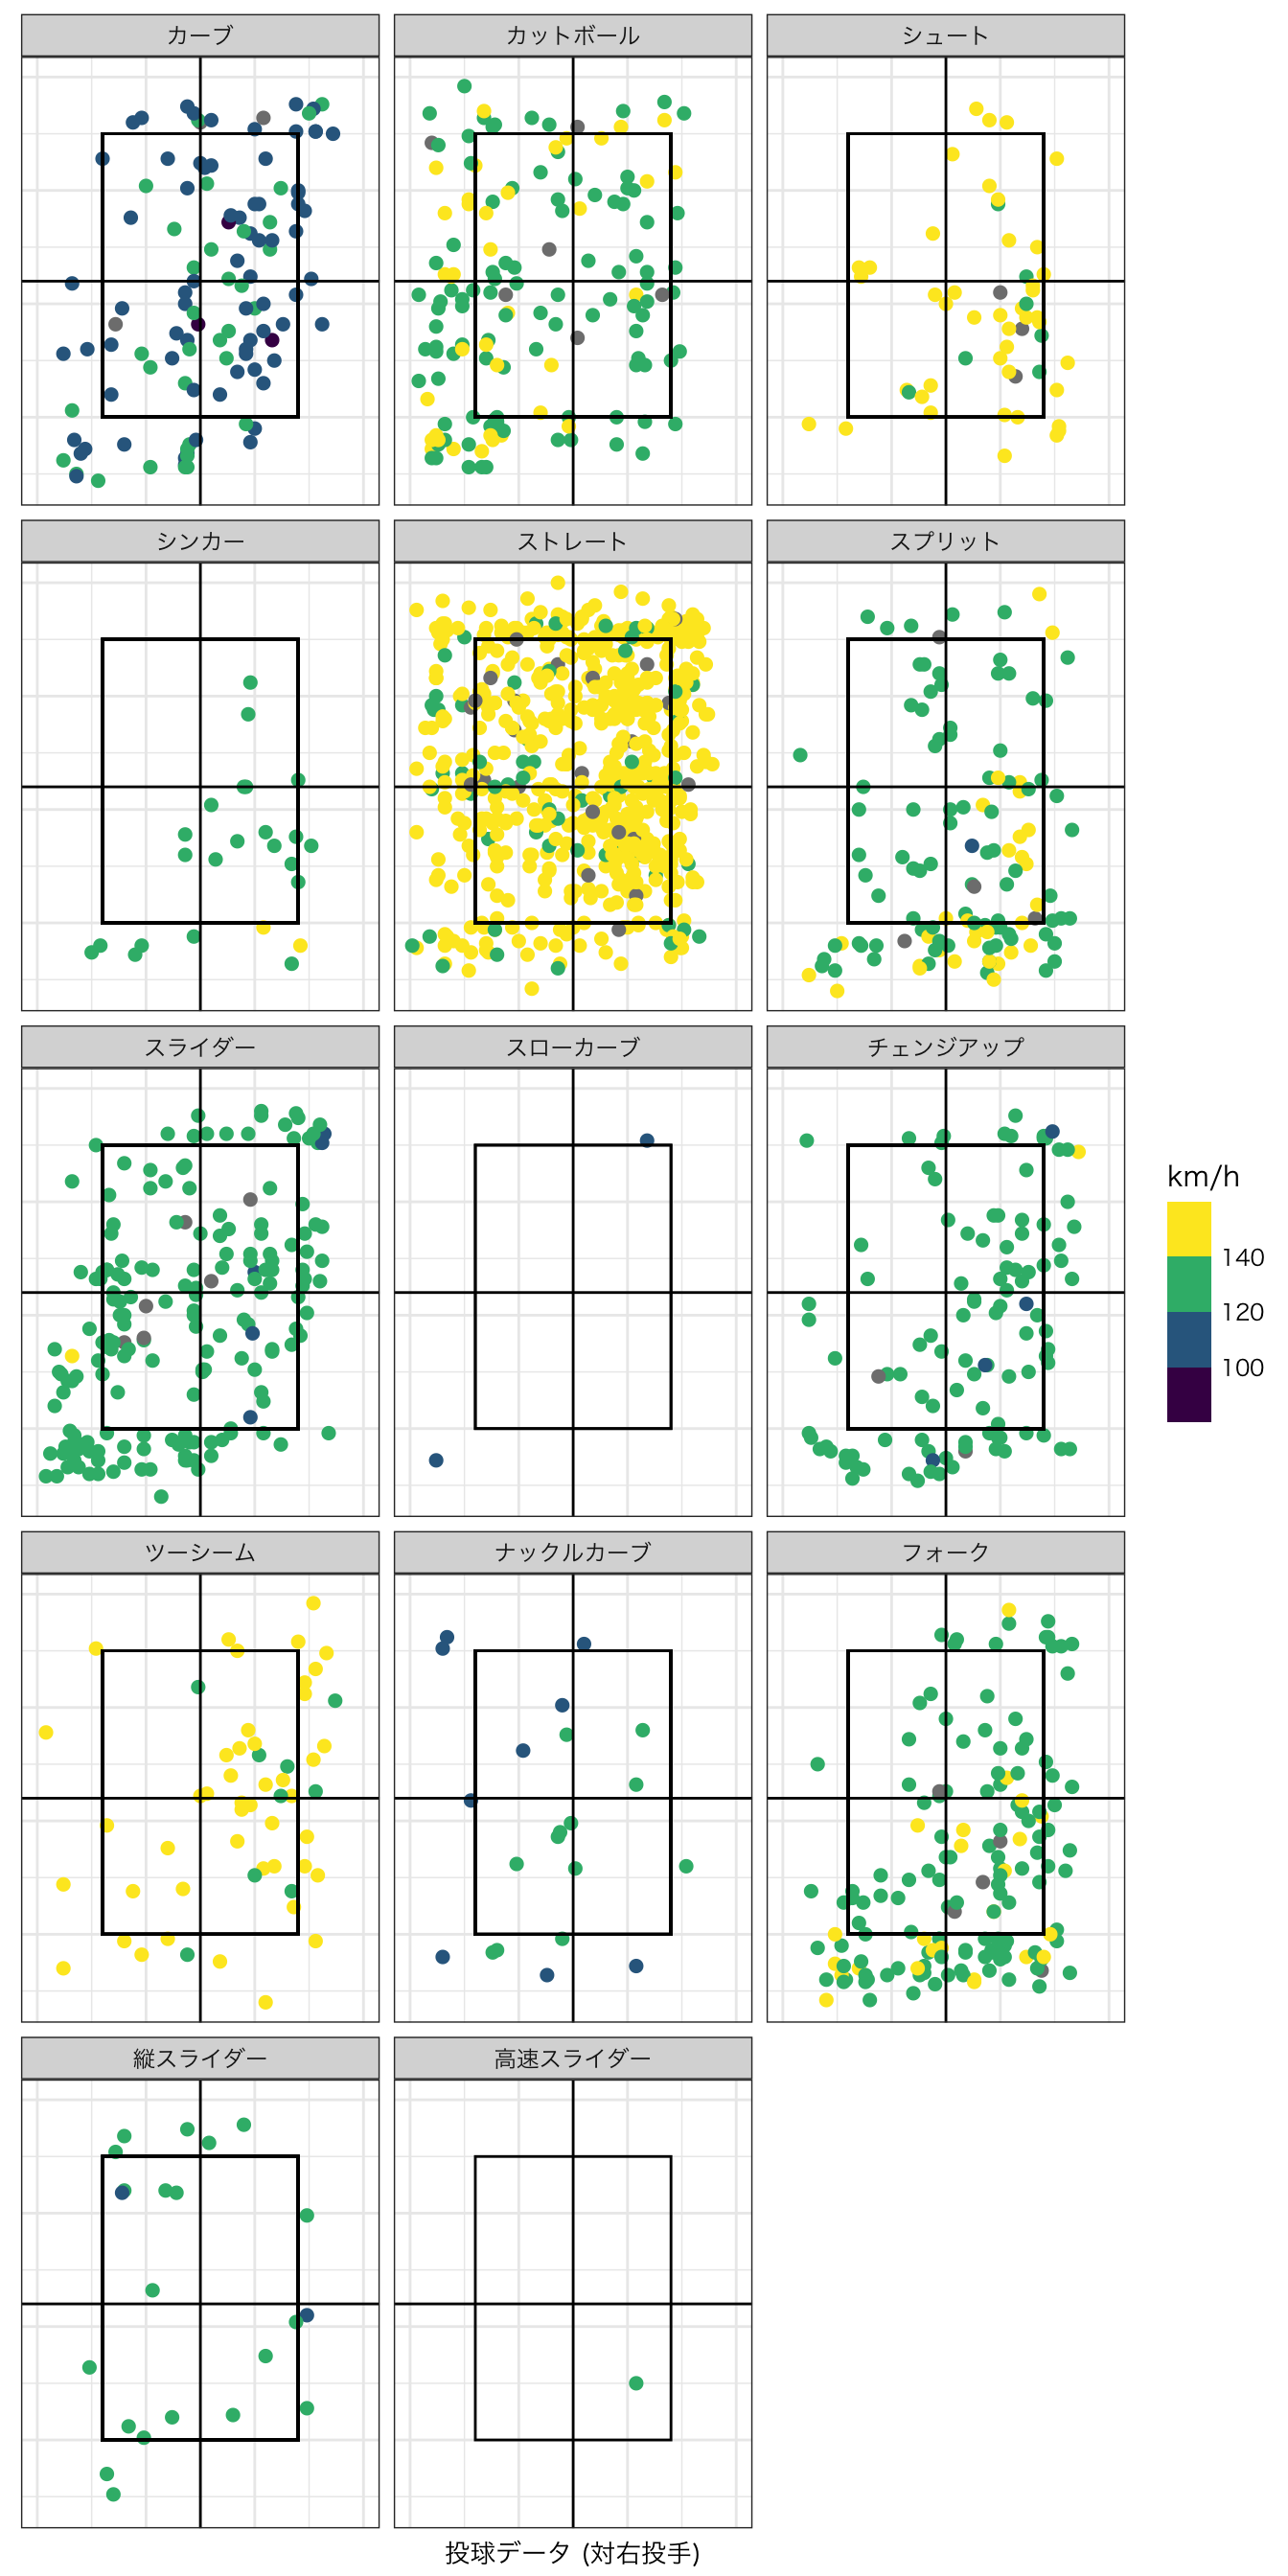 カーブ
カットボール
シュート
シンカー
ストレート
スプリット
スライダー
スローカーブ
チェンジアップ
km/h
140
120
100
ツーシーム
ナックルカーブ
フォーク
縦スライダー
高速スライダー
投球データ (対右投手)